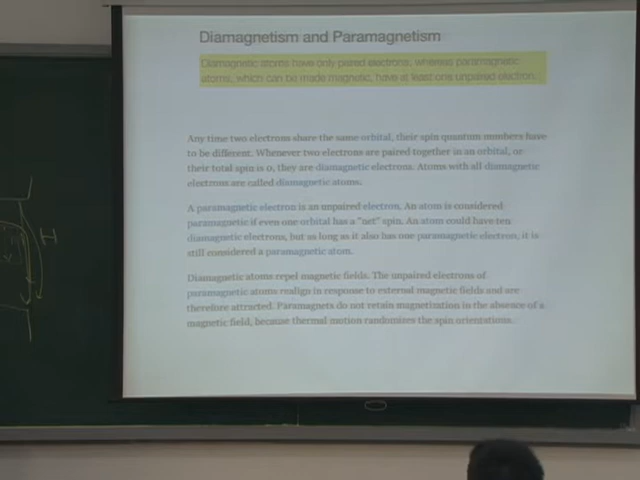 Diamagnetism and Paramagnetism
Diamagnetic atoms have only paired electrons, whereas paramagnetic
atoms, which can be made magnetic, have at least one unpaired electron.
Any time two electrons share the same orbital, their spin quantum numbers have
to be different. Whenever two electrons are paired together in an orbital, or
their total spin is 0, they are diamagnetic electrons. Atoms with all diamagnetic
electrons are called diamagnetic atoms.
A paramagnetic electron is an unpaired electron. An atom is considered
paramagnetic if even one orbital has a "net" spin. An atom could have ten
diamagnetic electrons, but as long as it also has one paramagnetic electron, it is
still considered a paramagnetic atom.
Diamagnetic atoms repel magnetic fields. The unpaired electrons of
paramagnetic atoms realign in response to external magnetic fields and are
therefore attracted. Paramagnets do not retain magnetization in the absence of a
magnetic field, because thermal motion randomizes the spin orientations.
I